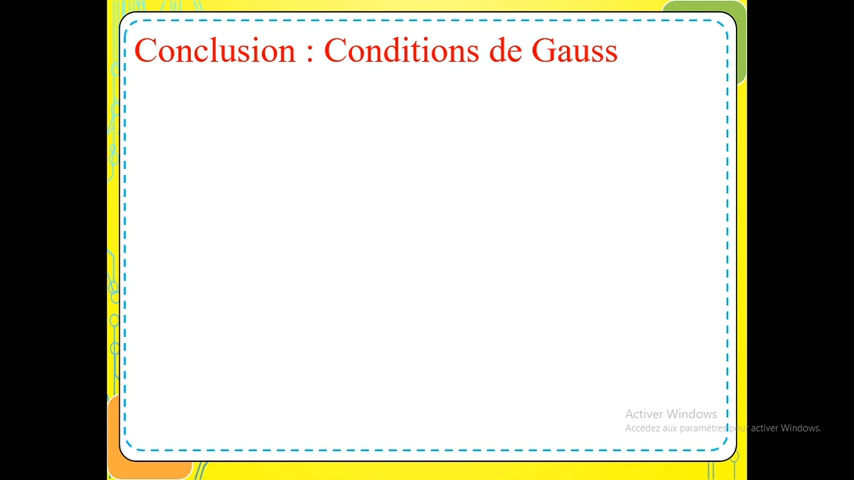 Conclusion : Conditions de Gauss
Activer Windows
Accédez aux paramètres pour activer Windows.